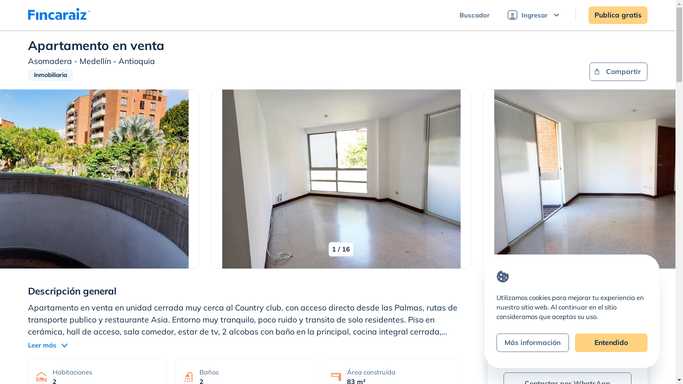 Fincaraiz
Buscador
Ingresar
Publica gratis
Apartamento en venta
Asomadera - Medellín - Antioquia
Inmobiliaria
Compartir
1 / 16
Descripción general
Apartamento en venta en unidad cerrada muy cerca al Country club, con acceso directo desde las Palmas, rutas de
transporte publico y restaurante Asia. Entorno muy tranquilo, poco ruido y transito de solo residentes. Piso en
cerámica, hall de acceso, sala comedor, estar de tv, 2 alcobas con baño en la principal, cocina integral cerrada,...
Leer más
Habitaciones
2
Baños
2
Área construida
83 m²
Utilizamos cookies para mejorar tu experiencia en
nuestro sitio web. Al continuar en el sitio
consideramos que aceptas su uso.
Más información
Entendido
Contactar por WhatsApp